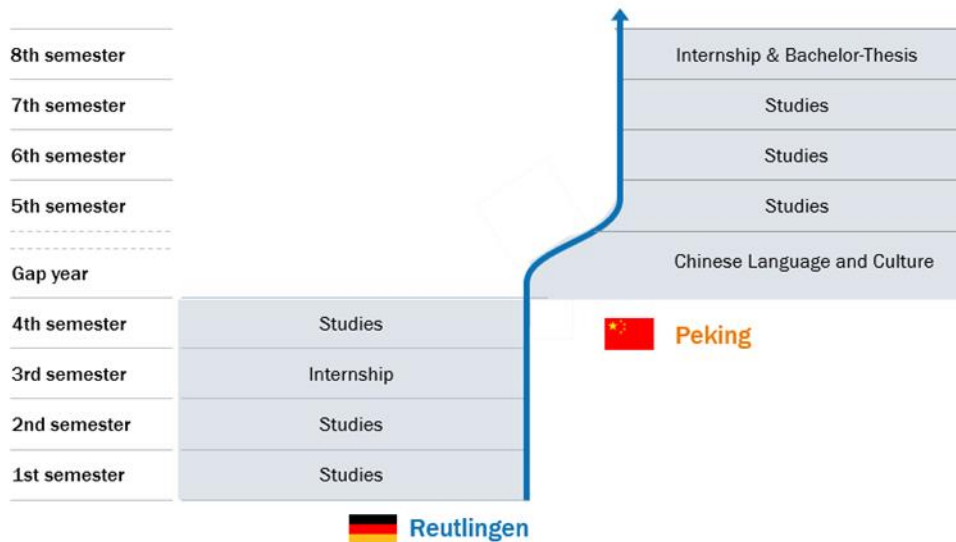 8th semester Internship & Bachelor-Thesis
7th semester Studies
6th semester Studies
5th semester Studies
Gap year Chinese Language and Culture
4th semester Studies
Peking
3rd semester Internship
2nd semester Studies
1st semester Studies
Reutlingen